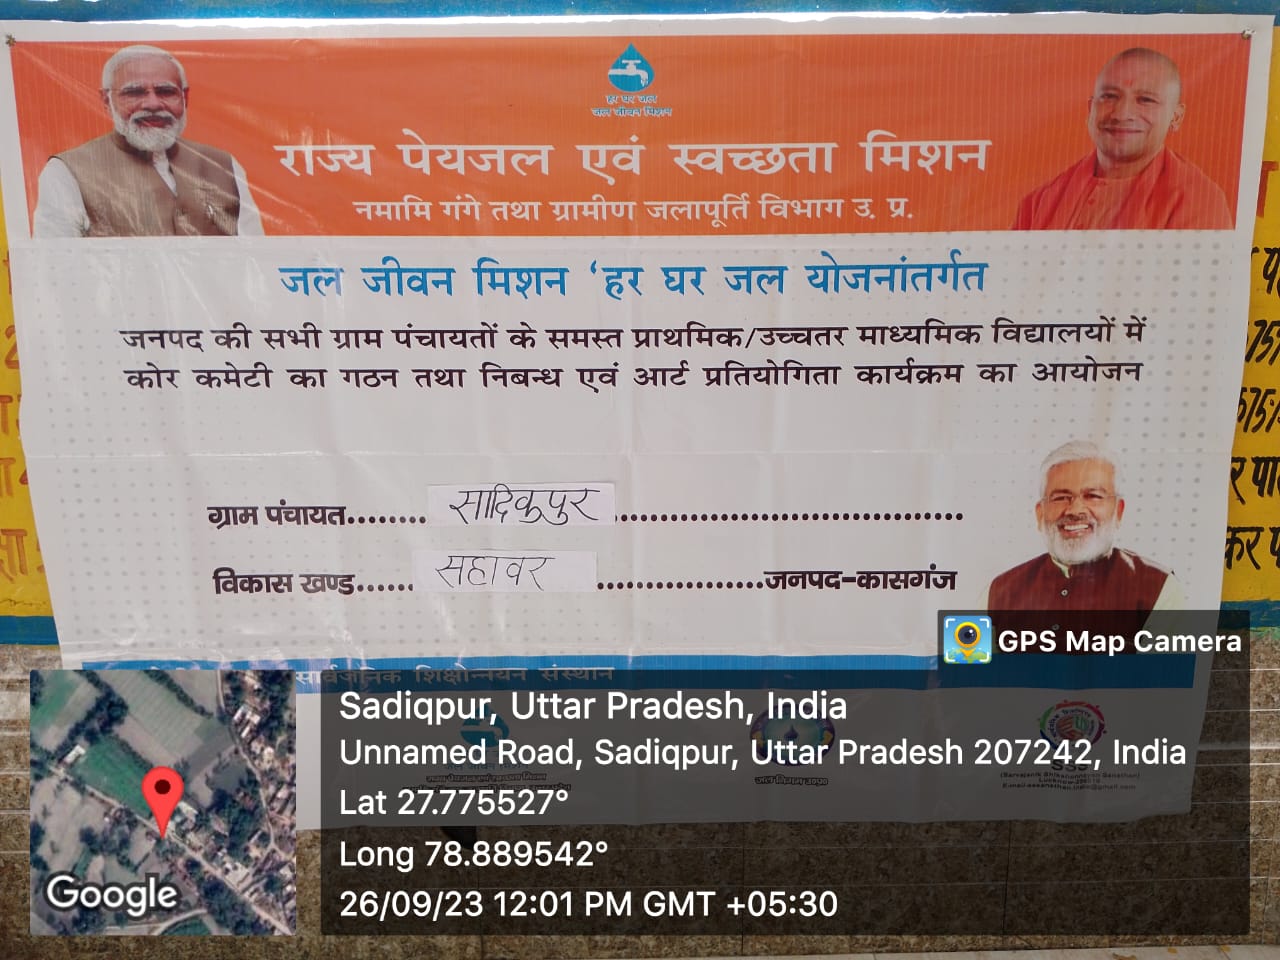 हर घर जल
जल जीवन मिशन
राज्य पेयजल एवं स्वच्छता मिशन
नमामि गंगे तथा ग्रामीण जलापूर्ति विभाग उ. प्र.
जल जीवन मिशन ‘हर घर जल योजनांतर्गत
जनपद की सभी ग्राम पंचायतों के समस्त प्राथमिक/उच्चतर माध्यमिक विद्यालयों में
कोर कमेटी का गठन तथा निबन्ध एवं आर्ट प्रतियोगिता कार्यक्रम का आयोजन
ग्राम पंचायत........ सादिकुपुर ........................................
विकास खण्ड...... सहावर ...................जनपद-कासगंज
GPS Map Camera
सार्वजनिक शिक्षोन्नयन संस्थान
Sadiqpur, Uttar Pradesh, India
Unnamed Road, Sadiqpur, Uttar Pradesh 207242, India
Lat 27.775527°
Long 78.889542°
26/09/23 12:01 PM GMT +05:30
Google
SSS
(Sarvajanik Shikshonnayan Sansthan)